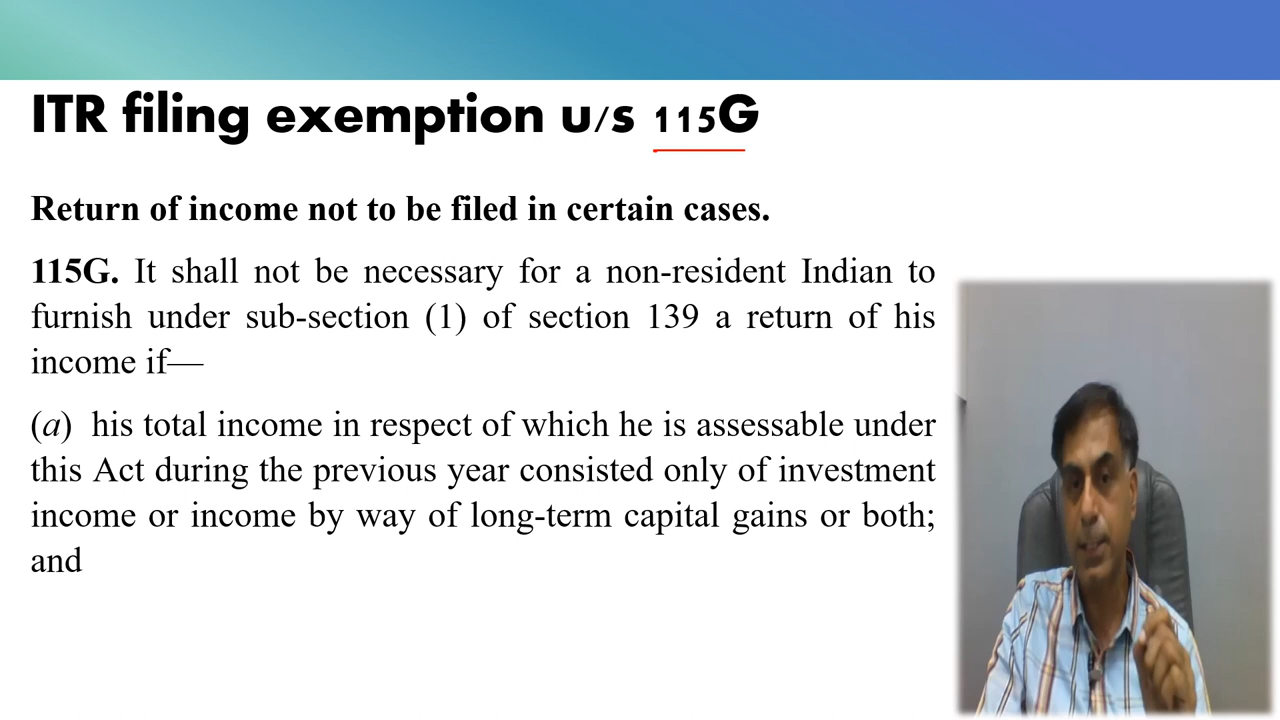 ITR filing exemption u/s 115G
Return of income not to be filed in certain cases.
115G. It shall not be necessary for a non-resident Indian to
furnish under sub-section (1) of section 139 a return of his
income if—
(a) his total income in respect of which he is assessable under
this Act during the previous year consisted only of investment
income or income by way of long-term capital gains or both;
and